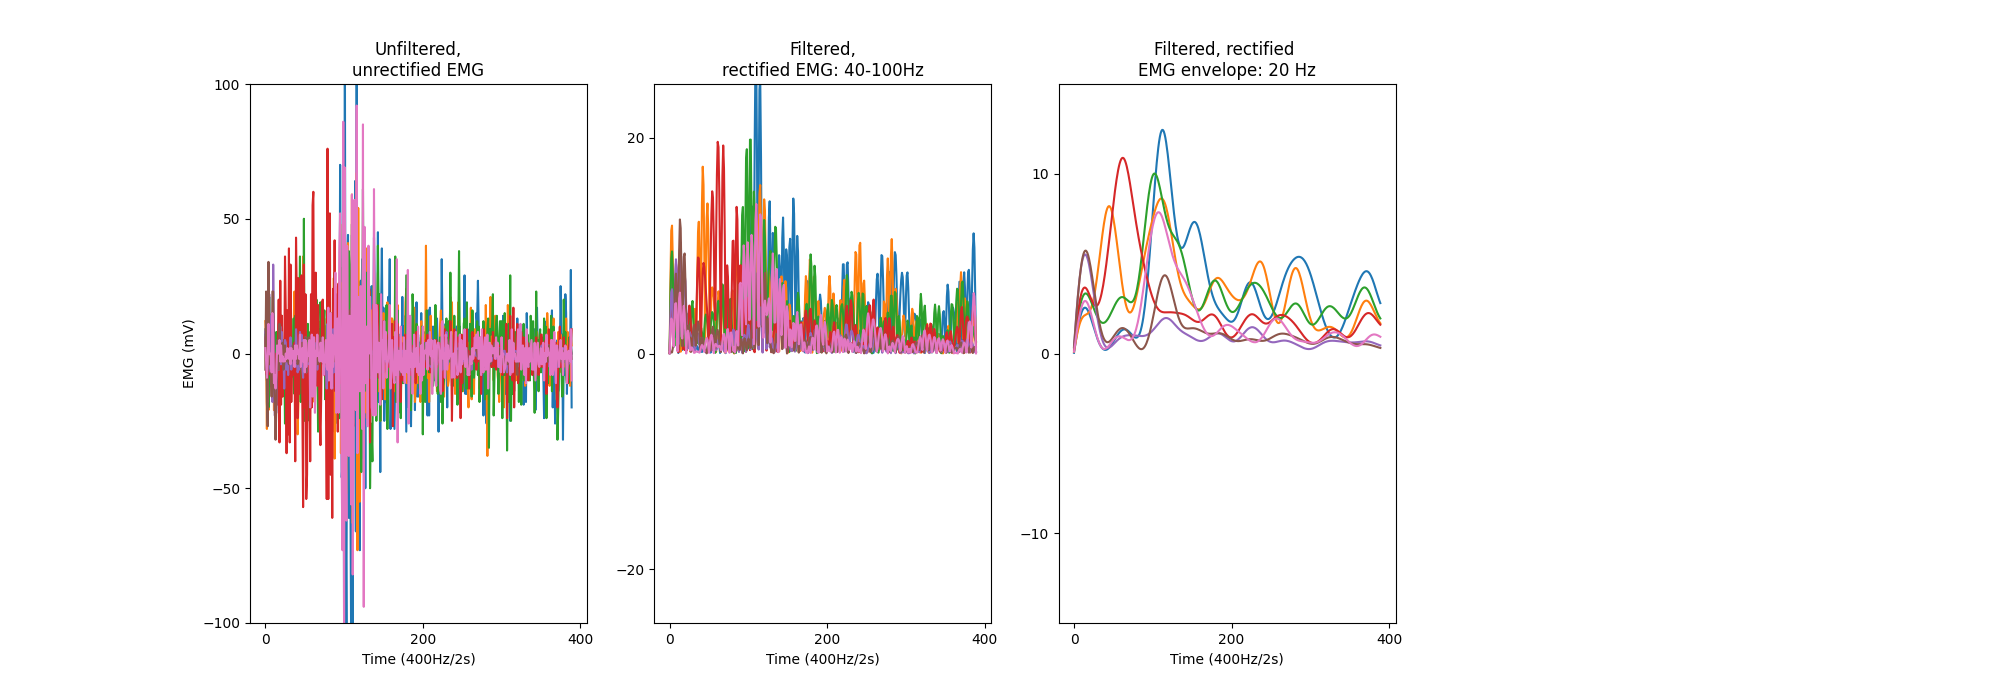 Unfiltered,
unrectified EMG
Filtered,
rectified EMG: 40-100Hz
Filtered, rectified
EMG envelope: 20 Hz
EMG (mV)
100
50
0
−50
−100
0 200 400
Time (400Hz/2s)
20
0
−20
0 200 400
Time (400Hz/2s)
10
0
−10
0 200 400
Time (400Hz/2s)